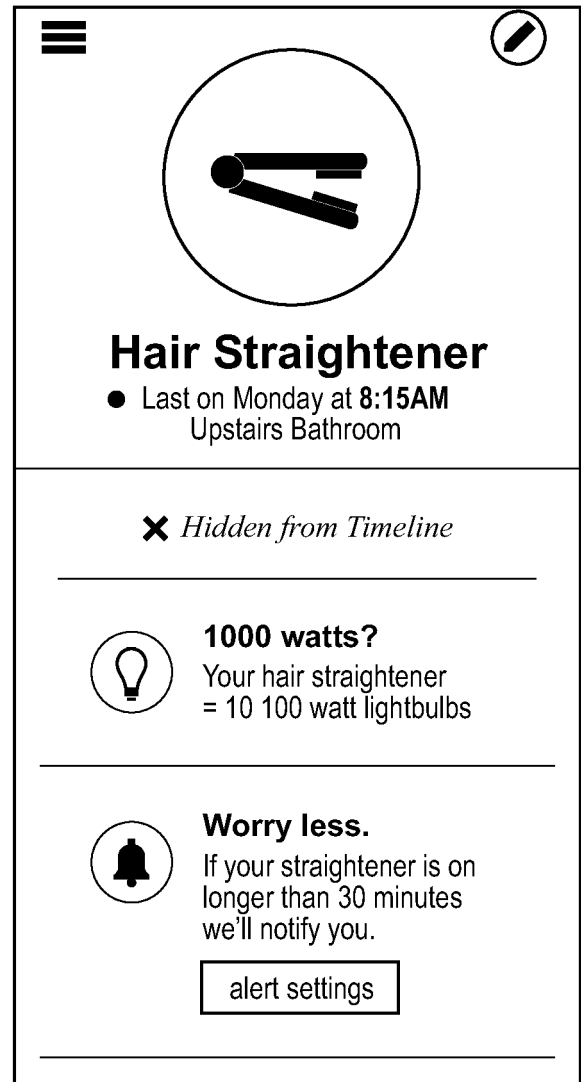 Hair Straightener
Last on Monday at 8:15AM
Upstairs Bathroom
Hidden from Timeline
1000 watts?
Your hair straightener
= 10 100 watt lightbulbs
Worry less.
If your straightener is on
longer than 30 minutes
we'll notify you.
alert settings